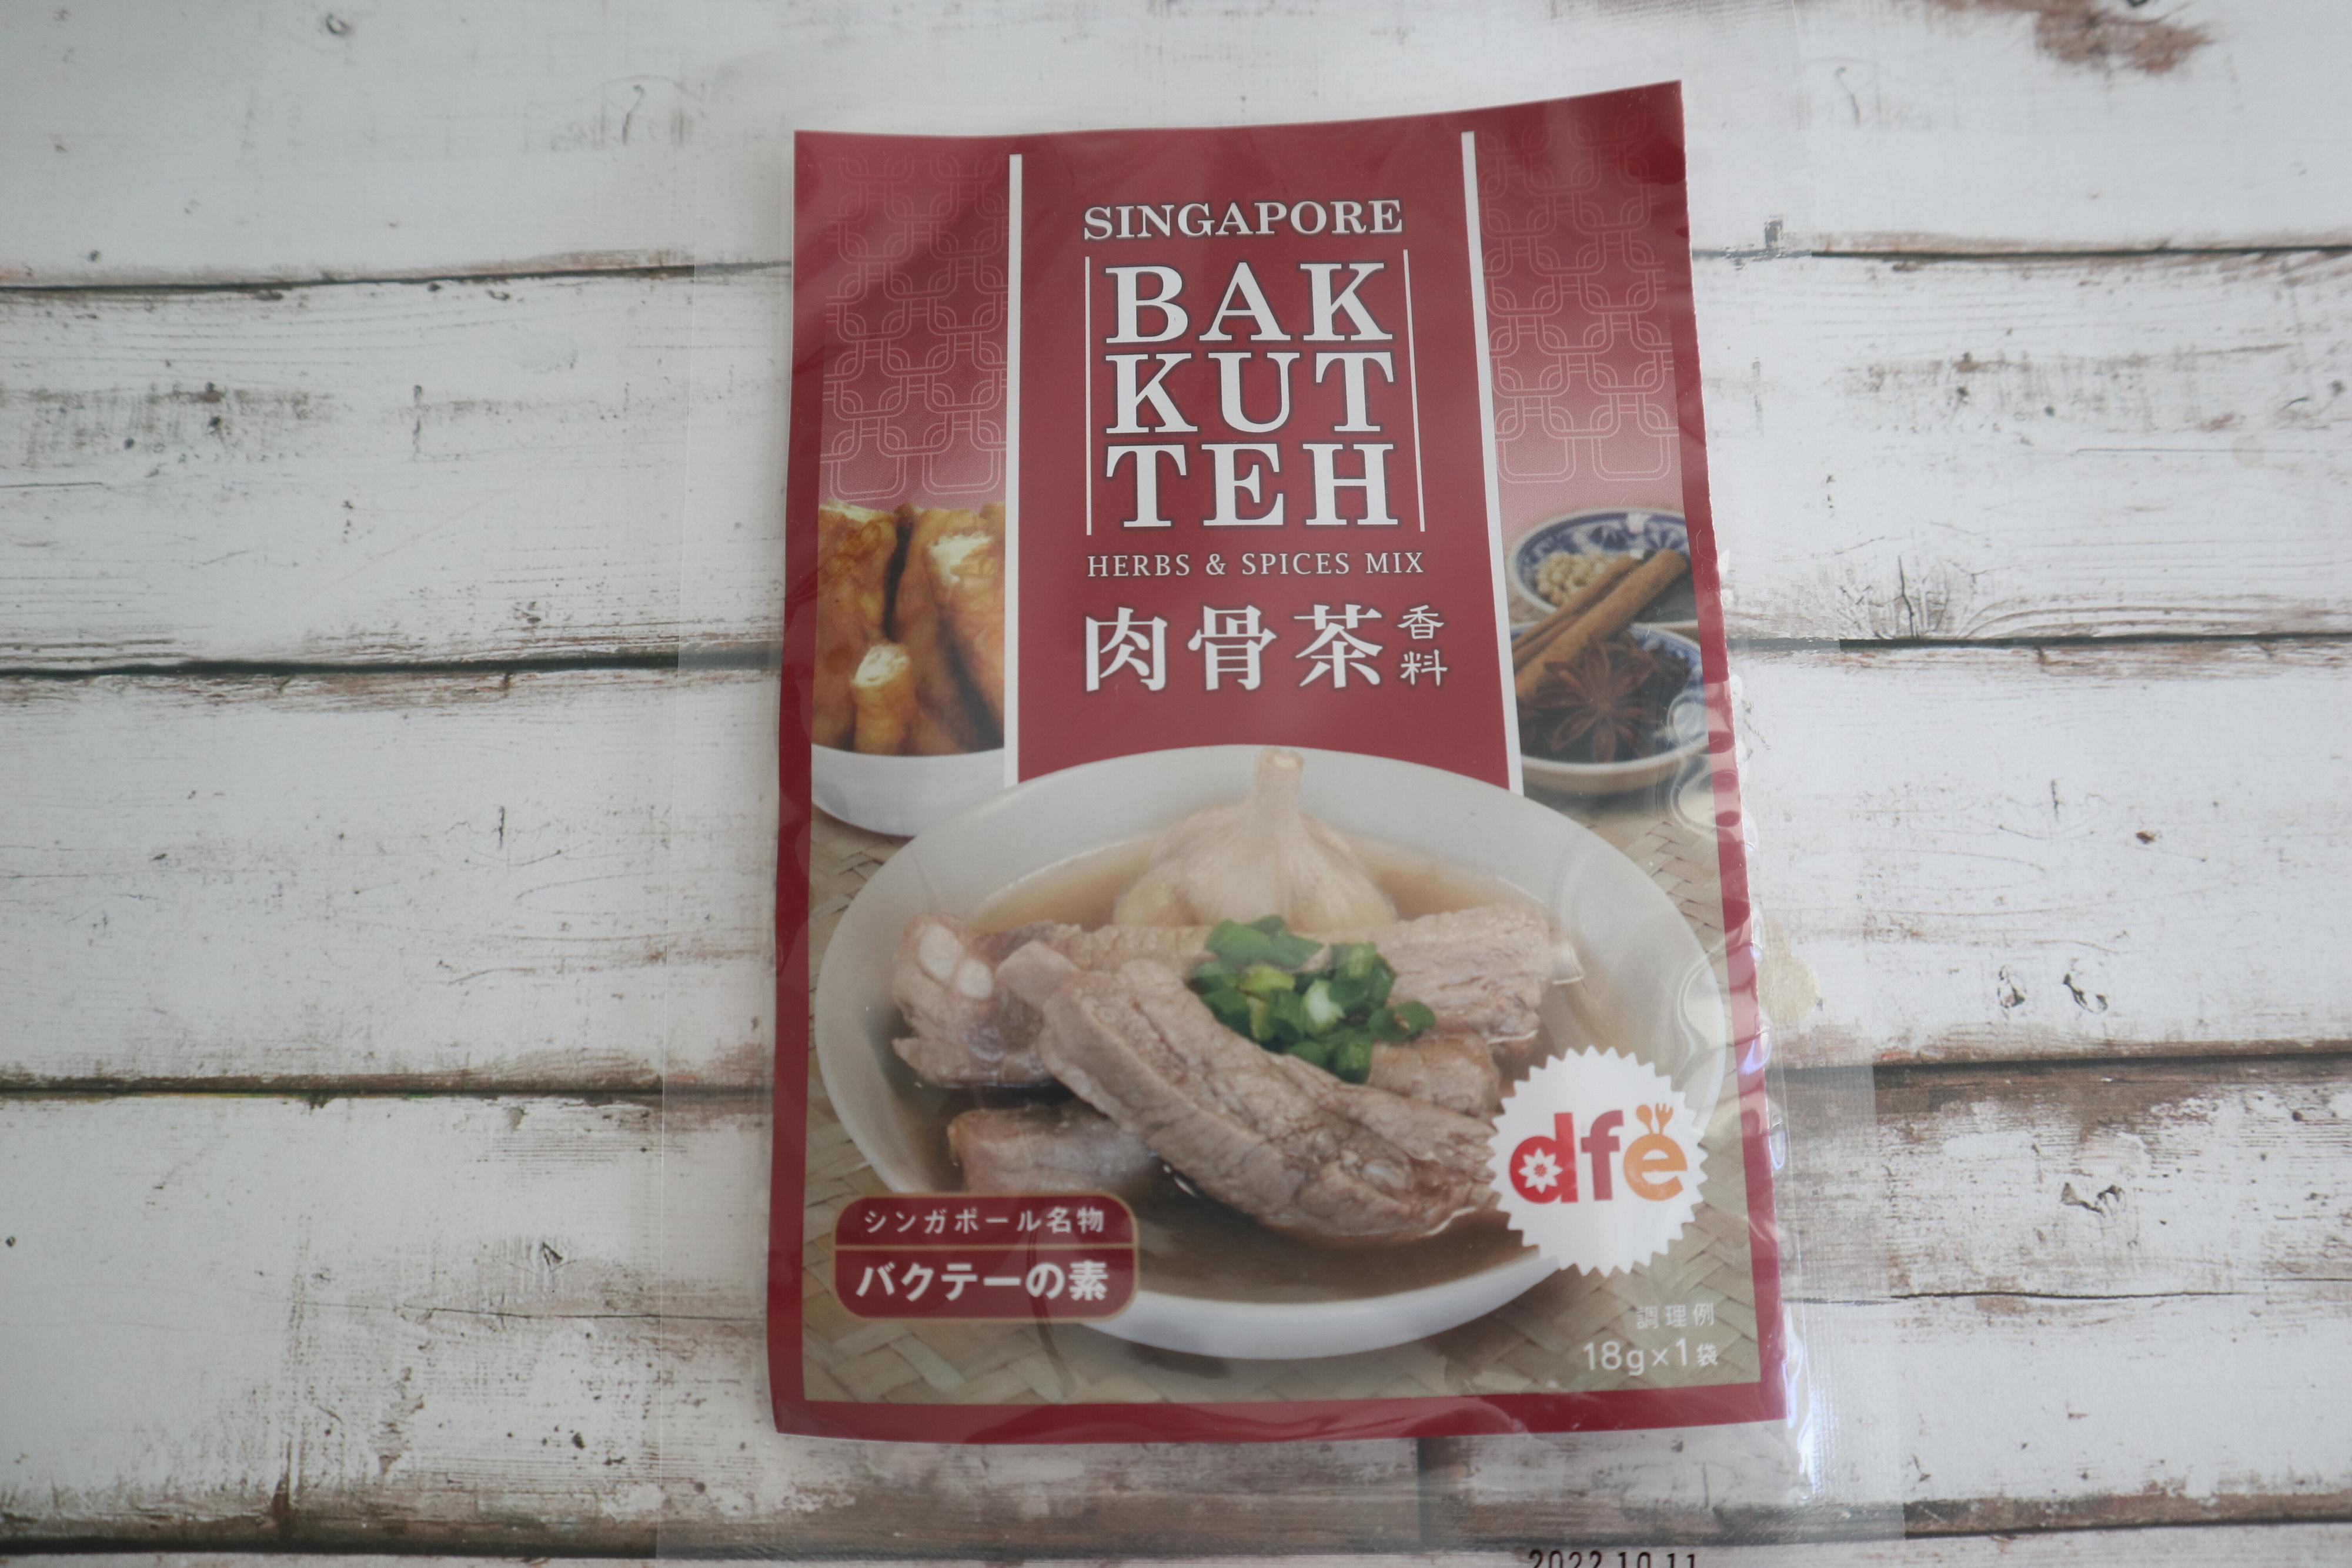 SINGAPORE
BAK
KUT
TEH
HERBS & SPICES MIX
肉骨茶香料
dfe
シンガポール名物
バクテーの素
調理例
18g×1袋
2022.10.11